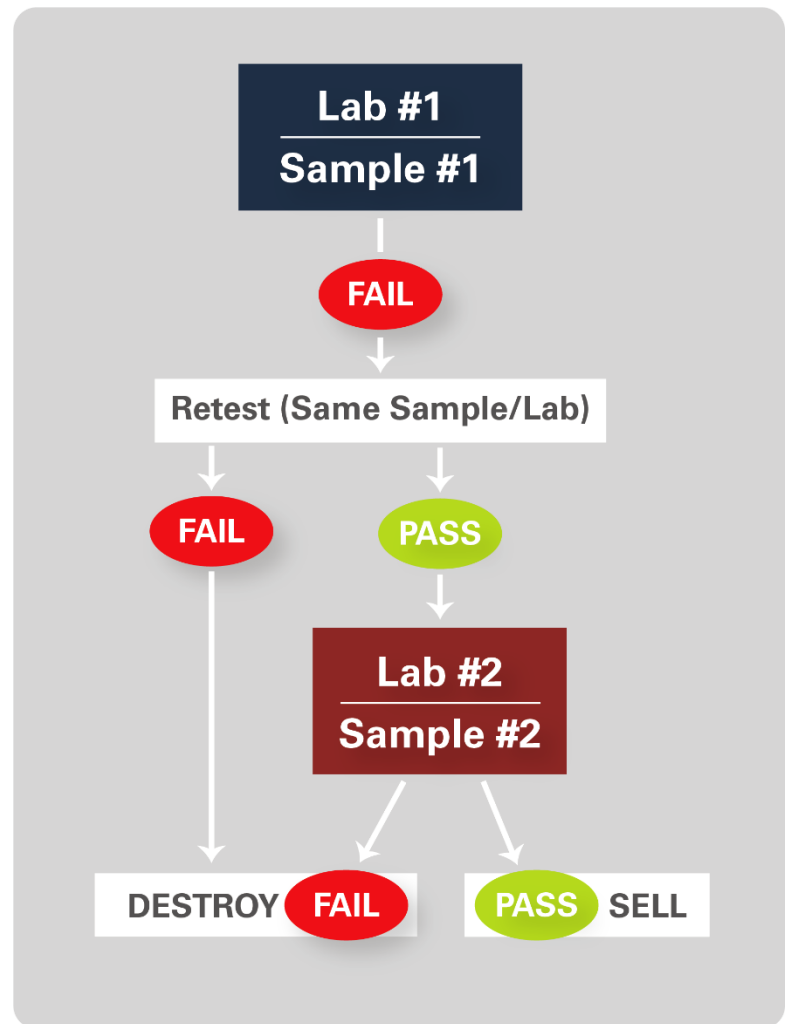 Lab #1
Sample #1
FAIL
Retest (Same Sample/Lab)
FAIL
PASS
Lab #2
Sample #2
DESTROY FAIL
PASS SELL